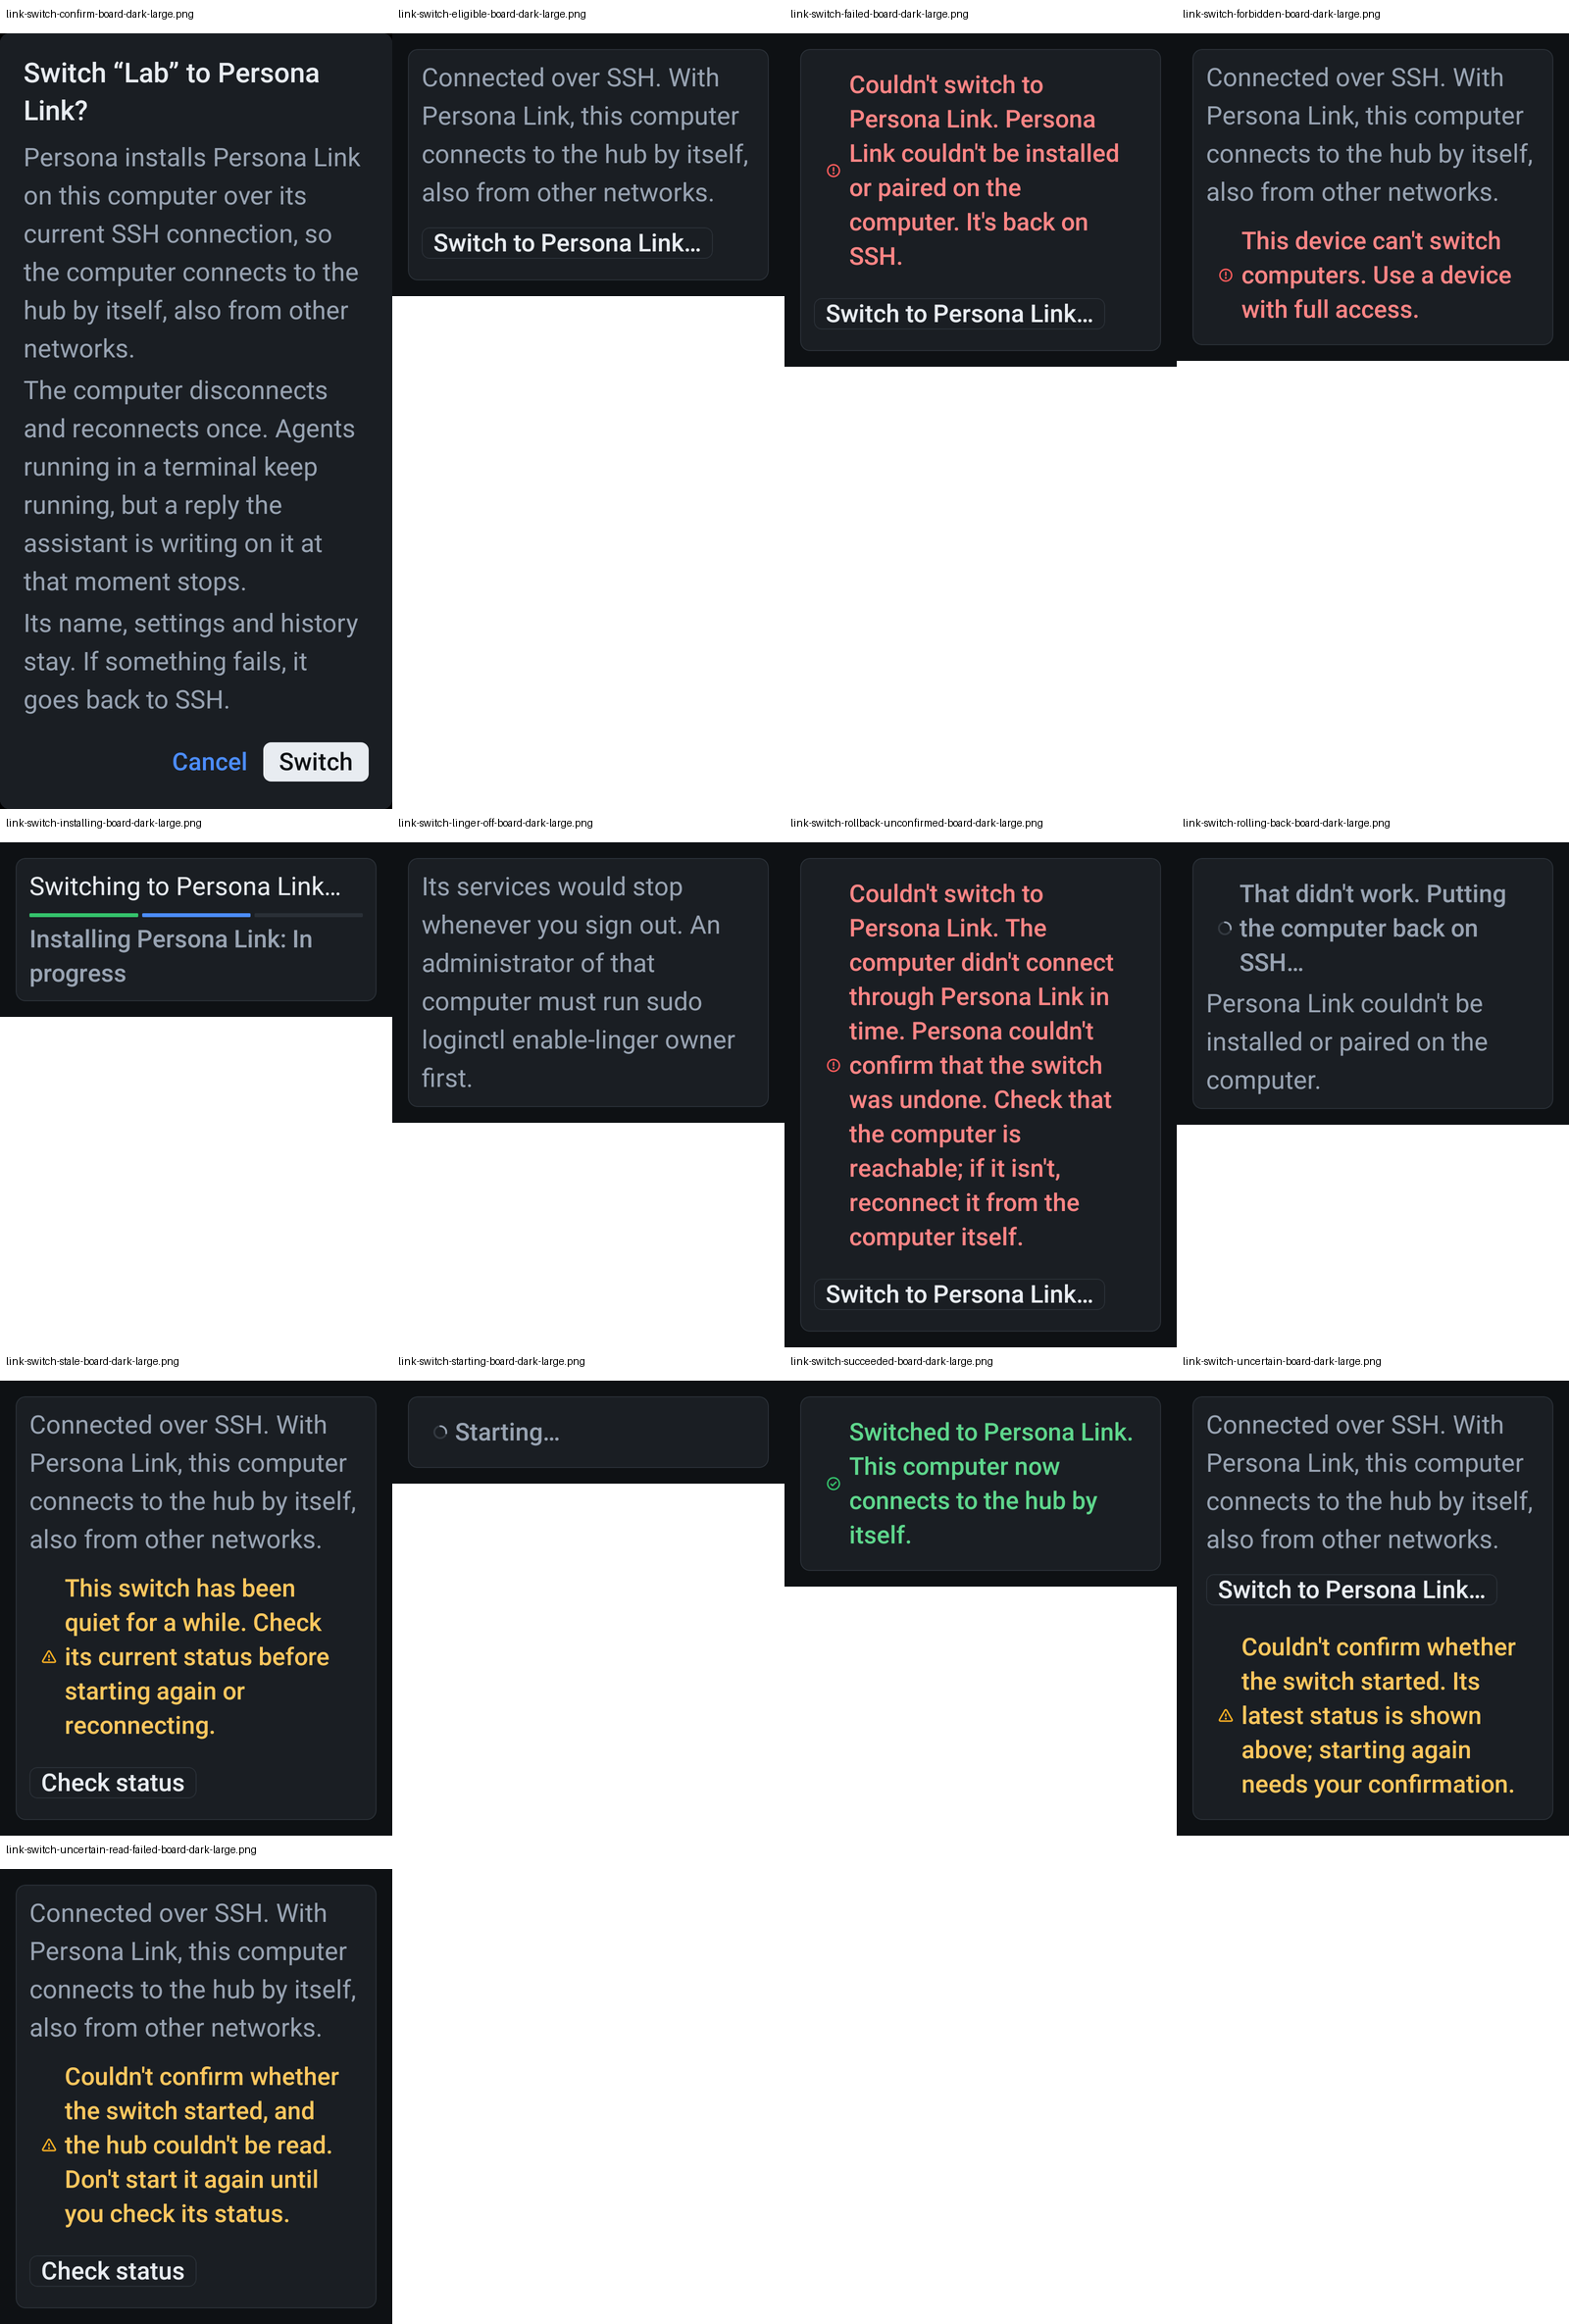 link-switch-confirm-board-dark-large.png
Switch “Lab” to Persona
Link?
Persona installs Persona Link
on this computer over its
current SSH connection, so
the computer connects to the
hub by itself, also from other
networks.
The computer disconnects
and reconnects once. Agents
running in a terminal keep
running, but a reply the
assistant is writing on it at
that moment stops.
Its name, settings and history
stay. If something fails, it
goes back to SSH.
Cancel
Switch
link-switch-eligible-board-dark-large.png
Connected over SSH. With
Persona Link, this computer
connects to the hub by itself,
also from other networks.
Switch to Persona Link…
link-switch-failed-board-dark-large.png
Couldn't switch to
Persona Link. Persona
Link couldn't be installed
or paired on the
computer. It's back on
SSH.
Switch to Persona Link…
link-switch-forbidden-board-dark-large.png
Connected over SSH. With
Persona Link, this computer
connects to the hub by itself,
also from other networks.
This device can't switch
computers. Use a device
with full access.
link-switch-installing-board-dark-large.png
Switching to Persona Link…
Installing Persona Link: In
progress
link-switch-linger-off-board-dark-large.png
Its services would stop
whenever you sign out. An
administrator of that
computer must run sudo
loginctl enable-linger owner
first.
link-switch-rollback-unconfirmed-board-dark-large.png
Couldn't switch to
Persona Link. The
computer didn't connect
through Persona Link in
time. Persona couldn't
confirm that the switch
was undone. Check that
the computer is
reachable; if it isn't,
reconnect it from the
computer itself.
Switch to Persona Link…
link-switch-rolling-back-board-dark-large.png
That didn't work. Putting
the computer back on
SSH…
Persona Link couldn't be
installed or paired on the
computer.
link-switch-stale-board-dark-large.png
Connected over SSH. With
Persona Link, this computer
connects to the hub by itself,
also from other networks.
This switch has been
quiet for a while. Check
its current status before
starting again or
reconnecting.
Check status
link-switch-starting-board-dark-large.png
Starting…
link-switch-succeeded-board-dark-large.png
Switched to Persona Link.
This computer now
connects to the hub by
itself.
link-switch-uncertain-board-dark-large.png
Connected over SSH. With
Persona Link, this computer
connects to the hub by itself,
also from other networks.
Switch to Persona Link…
Couldn't confirm whether
the switch started. Its
latest status is shown
above; starting again
needs your confirmation.
link-switch-uncertain-read-failed-board-dark-large.png
Connected over SSH. With
Persona Link, this computer
connects to the hub by itself,
also from other networks.
Couldn't confirm whether
the switch started, and
the hub couldn't be read.
Don't start it again until
you check its status.
Check status